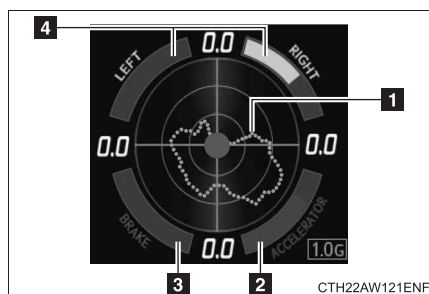 4
0.0
LEFT
RIGHT
1
0.0
0.0
BRAKE
ACCELERATOR
0.0
1.0G
3
2
CTH22AW121ENF